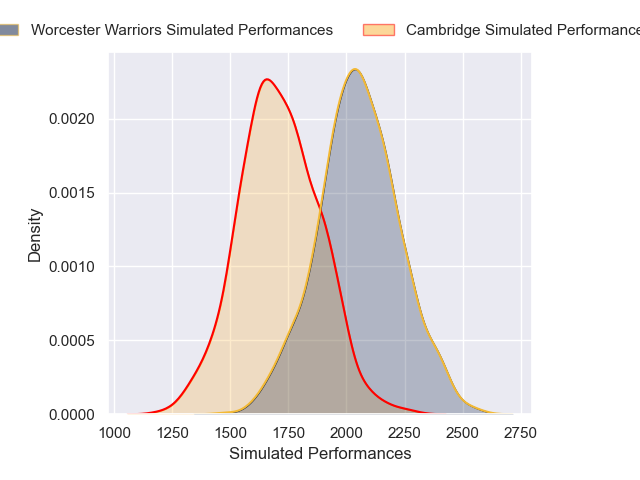 Worcester Warriors Simulated Performances
Cambridge Simulated Performance
0.0020
0.0015
0.0010
0.0005
0.0000
Density
1000 1250 1500 1750 2000 2250 2500 2750
Simulated Performances